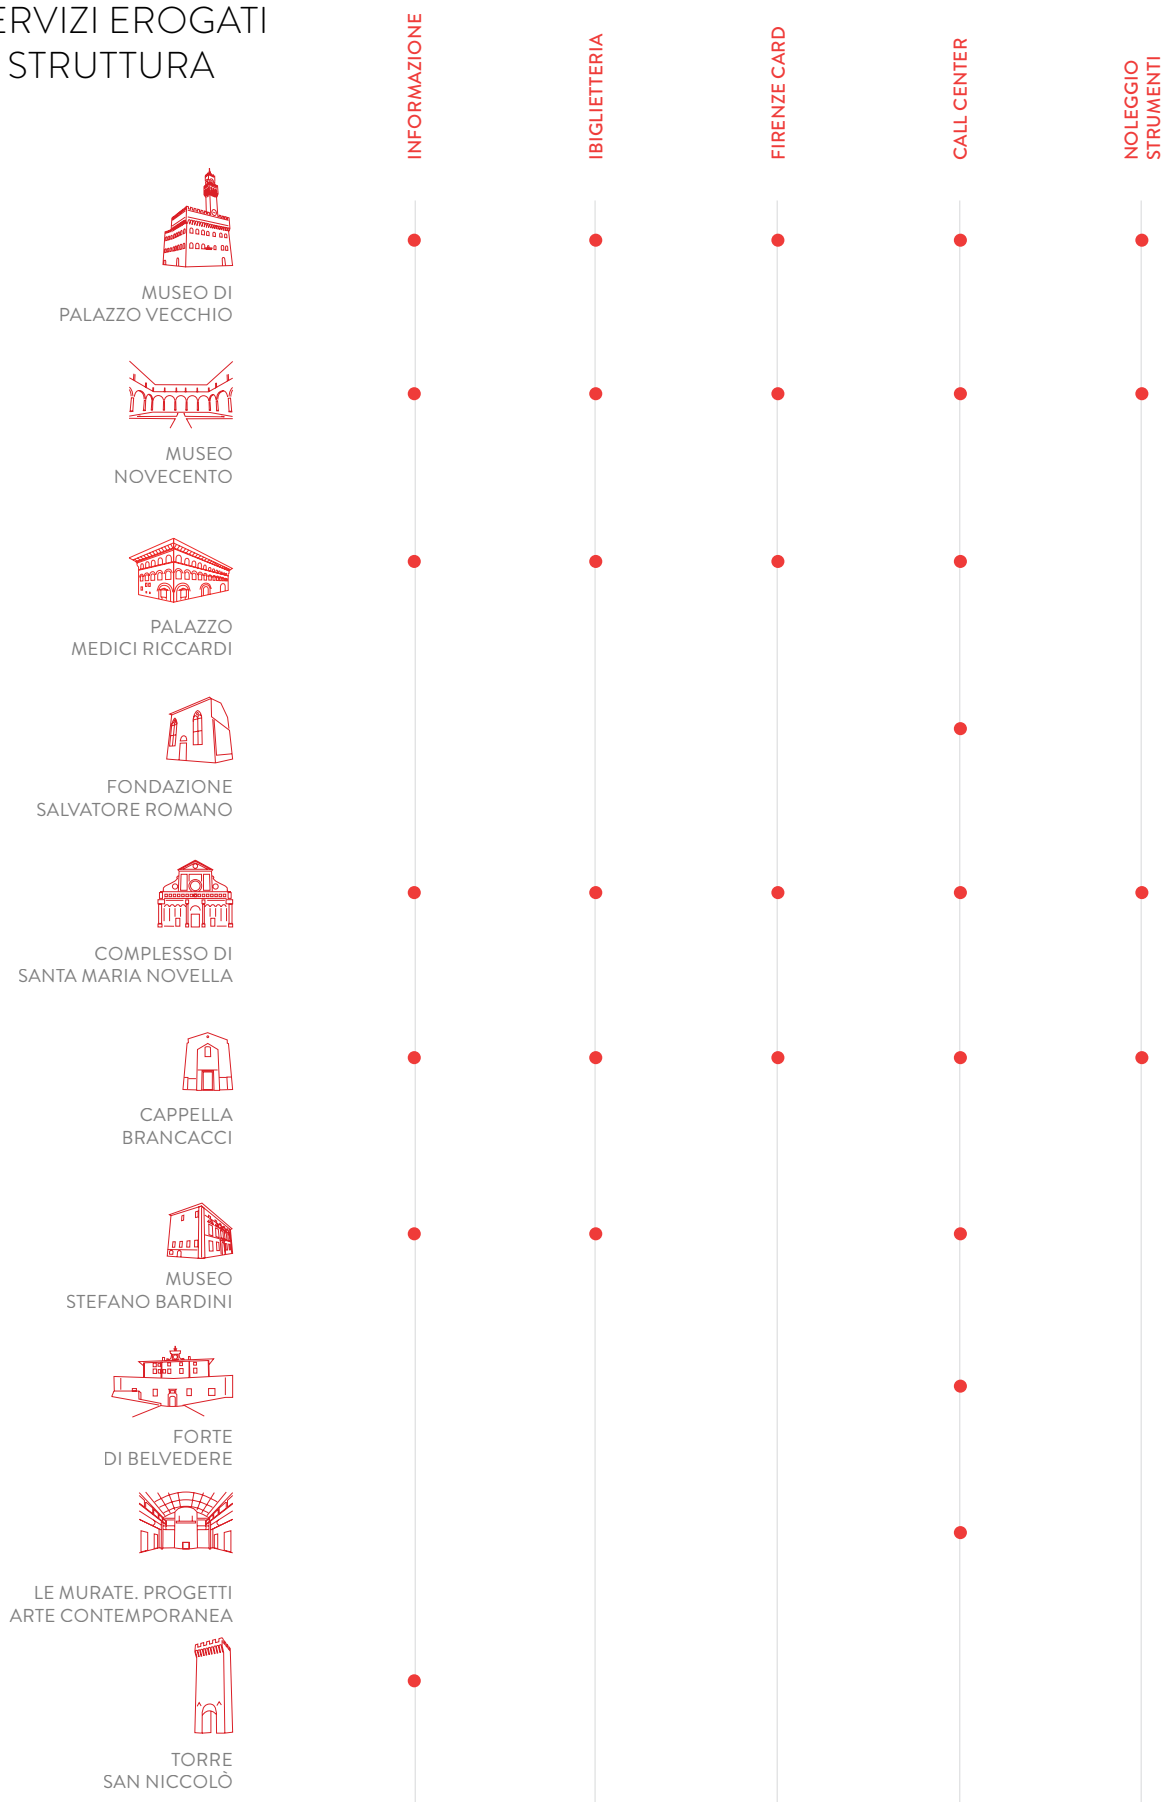 ERVIZI EROGATI
STRUTTURA
INFORMAZIONE
IBIGLIETTERIA
FIRENZE CARD
CALL CENTER
NOLEGGIO
STRUMENTI
MUSEO DI
PALAZZO VECCHIO
MUSEO
NOVECENTO
PALAZZO
MEDICI RICCARDI
FONDAZIONE
SALVATORE ROMANO
COMPLESSO DI
SANTA MARIA NOVELLA
CAPPELLA
BRANCACCI
MUSEO
STEFANO BARDINI
FORTE
DI BELVEDERE
LE MURATE. PROGETTI
ARTE CONTEMPORANEA
TORRE
SAN NICCOLÒ